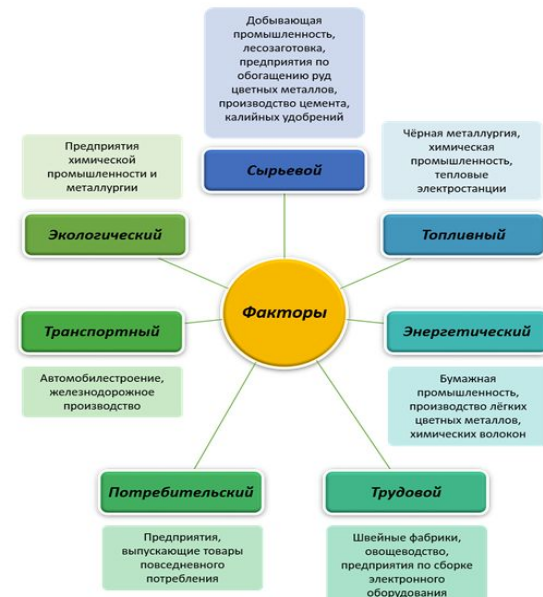 Добывающая
промышленность,
лесозаготовка,
предприятия по
обогащению руд
цветных металлов,
производство цемента,
калийных удобрений
Сырьевой
Предприятия
химической
промышленности и
металлургии
Экологический
Чёрная металлургия,
химическая
промышленность,
тепловые
электростанции
Топливный
Факторы
Транспортный
Автомобилестроение,
железнодорожное
производство
Энергетический
Бумажная
промышленность,
производство лёгких
цветных металлов,
химических волокон
Потребительский
Предприятия,
выпускающие товары
повседневного
потребления
Трудовой
Швейные фабрики,
овощеводство,
предприятия по сборке
электронного
оборудования